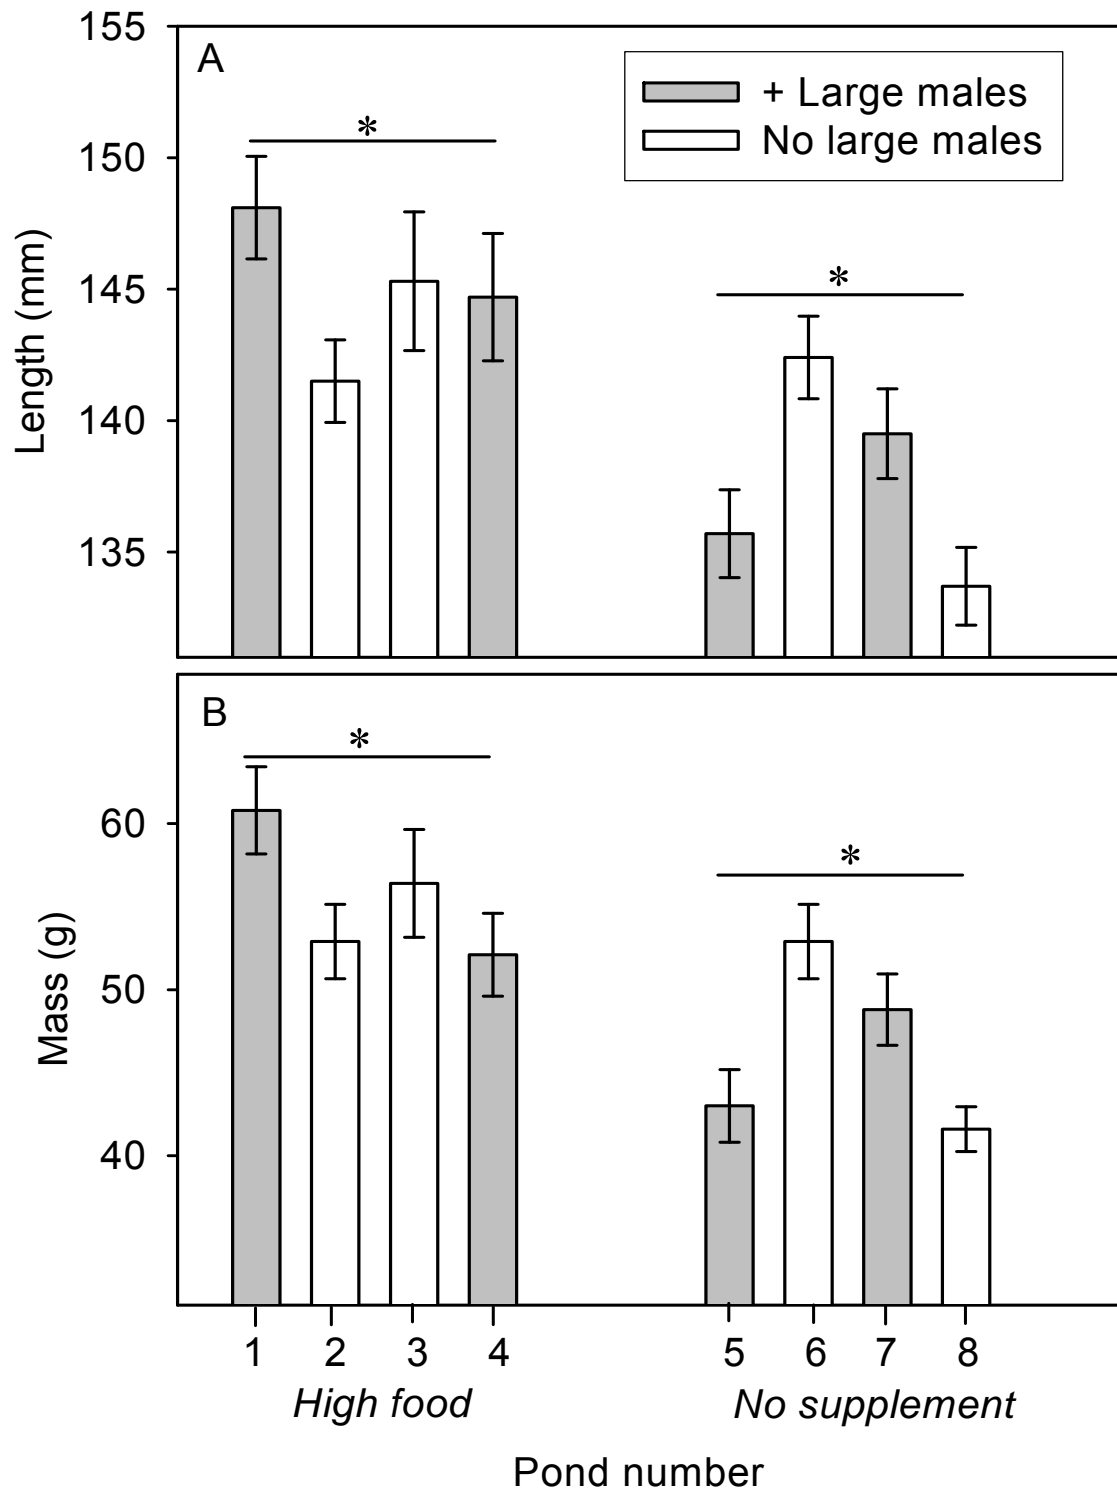 155
A
+ Large males
No large males
*
150
145
*
140
135
Length (mm)
B
*
60
*
50
40
Mass (g)
1 2 3 4 5 6 7 8
High food No supplement
Pond number